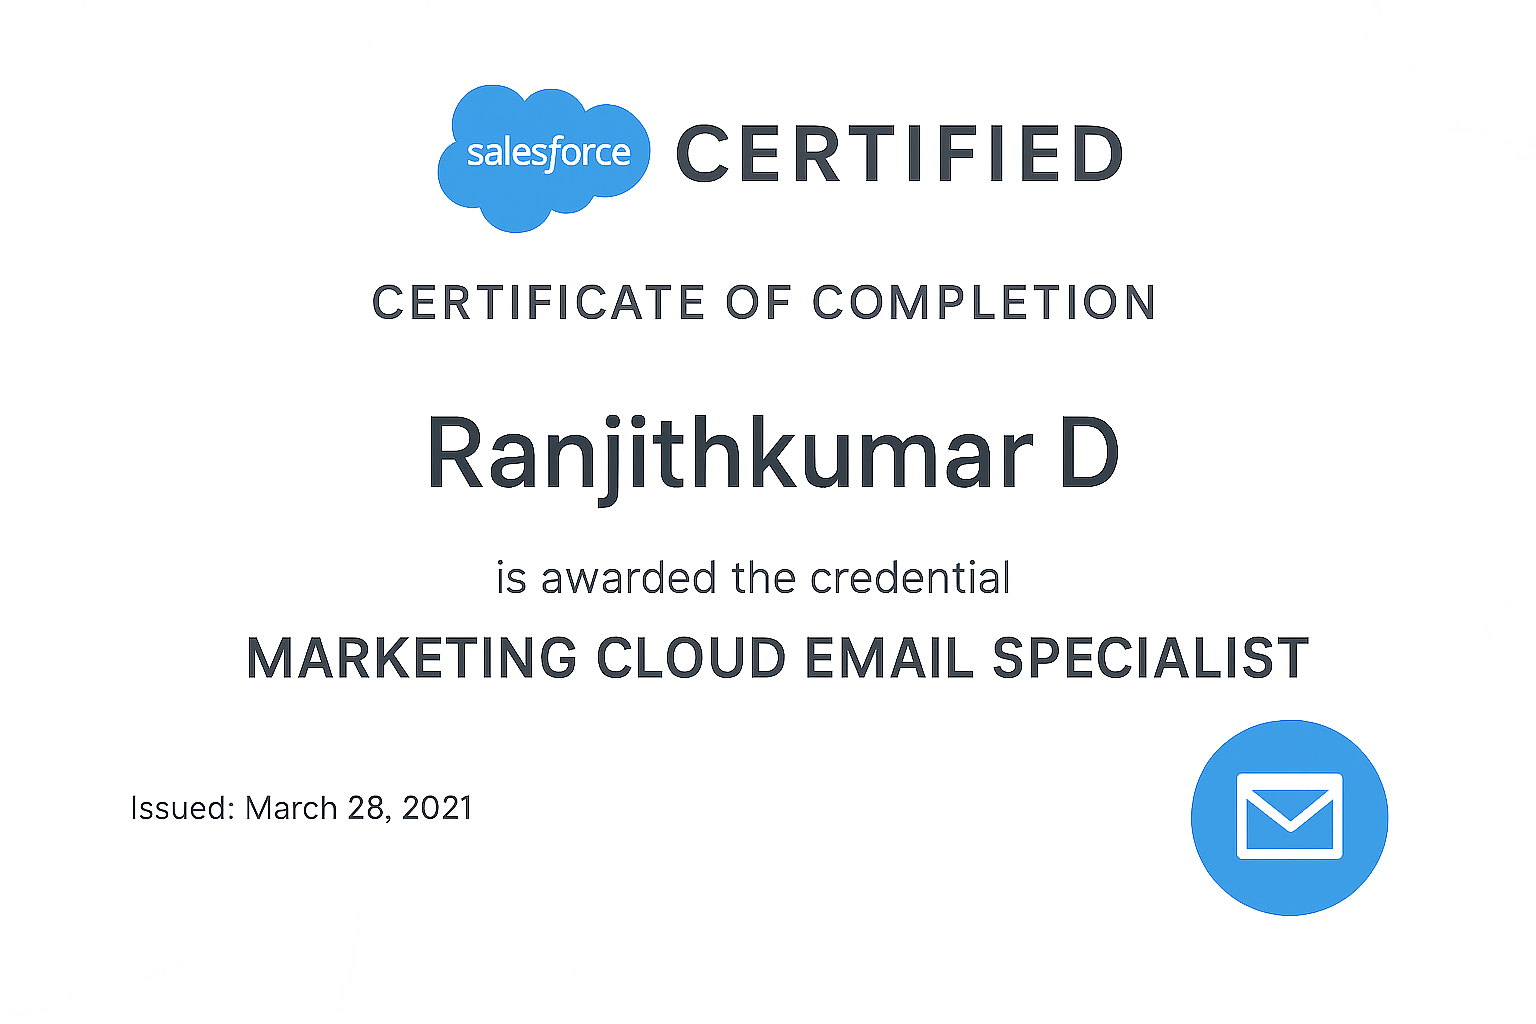 salesforce CERTIFIED
CERTIFICATE OF COMPLETION
Ranjithkumar D
is awarded the credential
MARKETING CLOUD EMAIL SPECIALIST
Issued: March 28, 2021